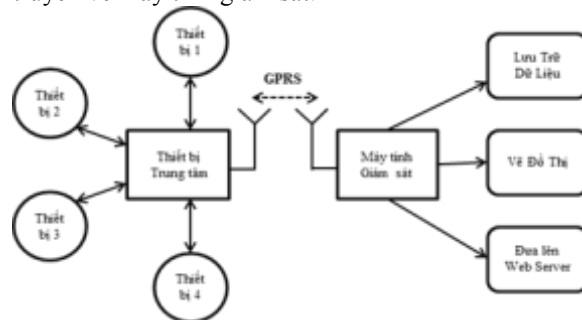 Thiết
bị 1
GPRS
Lưu Trữ
Dữ Liệu
Thiết
bị 2
Thiết bị
Trung tâm
Máy tính
Giám sát
Vẽ Đồ Thị
Thiết
bị 3
Thiết
bị 4
Đưa lên
Web Server